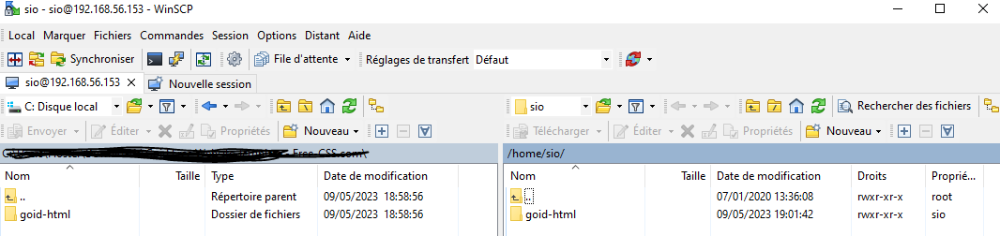 sio - sio@192.168.56.153 - WinSCP
Local Marquer Fichiers Commandes Session Options Distant Aide
Synchroniser File d'attente Réglages de transfert Défaut
sio@192.168.56.153 Nouvelle session
C: Disque local sio Rechercher des fichiers
Envoyer Éditer Propriétés Nouveau Télécharger Éditer Propriétés Nouveau
Free-CSS.com\ /home/sio/
Nom Taille Type Date de modification Nom Taille Date de modification Droits Proprié...
.. Répertoire parent 09/05/2023 18:58:56 .. 07/01/2020 13:36:08 rwxr-xr-x root
goid-html Dossier de fichiers 09/05/2023 18:58:56 goid-html 09/05/2023 19:01:42 rwxr-xr-x sio